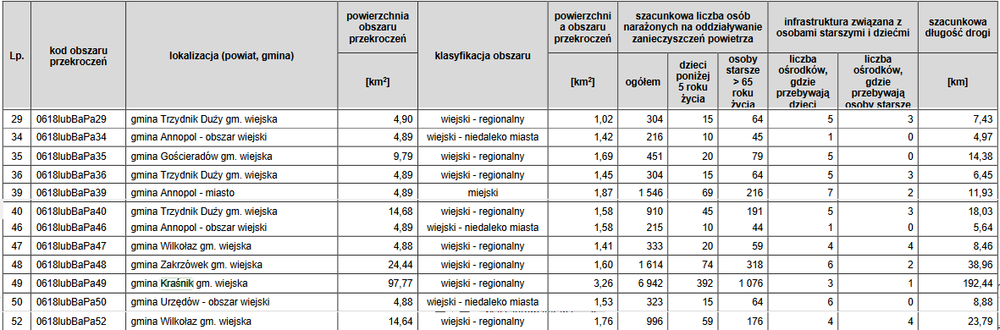 Lp. | kod obszaru przekroczeń | lokalizacja (powiat, gmina) | powierzchnia obszaru przekroczeń | klasyfikacja obszaru | powierzchni a obszaru przekroczeń | szacunkowa liczba osób narażonych na oddziaływanie zanieczyszczeń powietrza | infrastruktura związana z osobami starszymi i dziećmi | szacunkowa długość drogi
[km²] | [km²] | ogółem | dzieci poniżej 5 roku życia | osoby starsze > 65 roku życia | liczba ośrodków, gdzie przebywają dzieci | liczba ośrodków, gdzie przebywają osoby starsze | [km]
29 | 0618lubBaPa29 | gmina Trzydnik Duży gm. wiejska | 4,90 | wiejski - regionalny | 1,02 | 304 | 15 | 64 | 5 | 3 | 7,43
34 | 0618lubBaPa34 | gmina Annopol - obszar wiejski | 4,89 | wiejski - niedaleko miasta | 1,42 | 216 | 10 | 45 | 1 | 0 | 4,97
35 | 0618lubBaPa35 | gmina Gościeradów gm. wiejska | 9,79 | wiejski - regionalny | 1,69 | 451 | 20 | 79 | 5 | 0 | 14,38
36 | 0618lubBaPa36 | gmina Trzydnik Duży gm. wiejska | 4,89 | wiejski - regionalny | 1,45 | 304 | 15 | 64 | 5 | 3 | 6,45
39 | 0618lubBaPa39 | gmina Annopol - miasto | 4,89 | miejski | 1,87 | 1 546 | 69 | 216 | 7 | 2 | 11,93
40 | 0618lubBaPa40 | gmina Trzydnik Duży gm. wiejska | 14,68 | wiejski - regionalny | 1,58 | 910 | 45 | 191 | 5 | 3 | 18,03
46 | 0618lubBaPa46 | gmina Annopol - obszar wiejski | 4,89 | wiejski - niedaleko miasta | 1,58 | 215 | 10 | 44 | 1 | 0 | 5,64
47 | 0618lubBaPa47 | gmina Wilkołaz gm. wiejska | 4,88 | wiejski - regionalny | 1,41 | 333 | 20 | 59 | 4 | 4 | 8,46
48 | 0618lubBaPa48 | gmina Zakrzówek gm. wiejska | 24,44 | wiejski - regionalny | 1,60 | 1 614 | 74 | 318 | 6 | 2 | 38,96
49 | 0618lubBaPa49 | gmina Kraśnik gm. wiejska | 97,77 | wiejski - regionalny | 3,26 | 6 942 | 392 | 1 076 | 3 | 1 | 192,44
50 | 0618lubBaPa50 | gmina Urzędów - obszar wiejski | 4,88 | wiejski - niedaleko miasta | 1,53 | 323 | 15 | 64 | 6 | 0 | 8,88
52 | 0618lubBaPa52 | gmina Wilkołaz gm. wiejska | 14,64 | wiejski - regionalny | 1,76 | 996 | 59 | 176 | 4 | 4 | 23,79